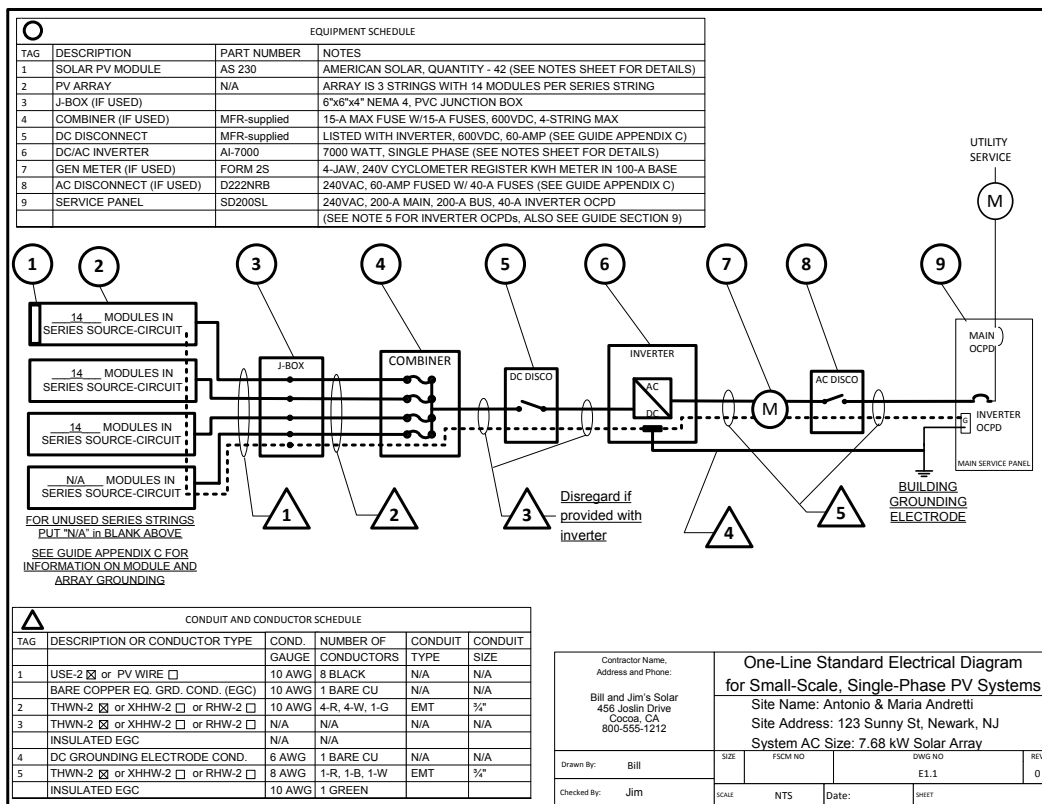 EQUIPMENT SCHEDULE
TAG DESCRIPTION PART NUMBER NOTES
1 SOLAR PV MODULE AS 230 AMERICAN SOLAR, QUANTITY - 42 (SEE NOTES SHEET FOR DETAILS)
2 PV ARRAY N/A ARRAY IS 3 STRINGS WITH 14 MODULES PER SERIES STRING
3 J-BOX (IF USED) 6"x6"x4" NEMA 4, PVC JUNCTION BOX
4 COMBINER (IF USED) MFR-supplied 15-A MAX FUSE W/15-A FUSES, 600VDC, 4-STRING MAX
5 DC DISCONNECT MFR-supplied LISTED WITH INVERTER, 600VDC, 60-AMP (SEE GUIDE APPENDIX C)
6 DC/AC INVERTER AI-7000 7000 WATT, SINGLE PHASE (SEE NOTES SHEET FOR DETAILS)
7 GEN METER (IF USED) FORM 2S 4-JAW, 240V CYCLOMETER REGISTER KWH METER IN 100-A BASE
8 AC DISCONNECT (IF USED) D222NRB 240VAC, 60-AMP FUSED W/ 40-A FUSES (SEE GUIDE APPENDIX C)
9 SERVICE PANEL SD200SL 240VAC, 200-A MAIN, 200-A BUS, 40-A INVERTER OCPD
(SEE NOTE 5 FOR INVERTER OCPDs, ALSO SEE GUIDE SECTION 9)
UTILITY
SERVICE
M
1 2 3 4 5 6 7 8 9
___14___ MODULES IN
SERIES SOURCE-CIRCUIT
___14___ MODULES IN
SERIES SOURCE-CIRCUIT
___14___ MODULES IN
SERIES SOURCE-CIRCUIT
___N/A___ MODULES IN
SERIES SOURCE-CIRCUIT
J-BOX
COMBINER
DC DISCO
INVERTER
AC
DC
M
AC DISCO
MAIN
OCPD
INVERTER
OCPD
G
MAIN SERVICE PANEL
BUILDING
GROUNDING
ELECTRODE
1 2 3 4 5
Disregard if
provided with
inverter
FOR UNUSED SERIES STRINGS
PUT "N/A" in BLANK ABOVE
SEE GUIDE APPENDIX C FOR
INFORMATION ON MODULE AND
ARRAY GROUNDING
CONDUIT AND CONDUCTOR SCHEDULE
TAG DESCRIPTION OR CONDUCTOR TYPE COND. NUMBER OF CONDUIT CONDUIT
GAUGE CONDUCTORS TYPE SIZE
1 USE-2 ☒ or PV WIRE ☐ 10 AWG 8 BLACK N/A N/A
BARE COPPER EQ. GRD. COND. (EGC) 10 AWG 1 BARE CU N/A N/A
2 THWN-2 ☒ or XHHW-2 ☐ or RHW-2 ☐ 10 AWG 4-R, 4-W, 1-G EMT ¾"
3 THWN-2 ☒ or XHHW-2 ☐ or RHW-2 ☐ N/A N/A N/A N/A
INSULATED EGC N/A N/A
4 DC GROUNDING ELECTRODE COND. 6 AWG 1 BARE CU N/A N/A
5 THWN-2 ☒ or XHHW-2 ☐ or RHW-2 ☐ 8 AWG 1-R, 1-B, 1-W EMT ¾"
INSULATED EGC 10 AWG 1 GREEN
Contractor Name,
Address and Phone:
Bill and Jim's Solar
456 Joslin Drive
Cocoa, CA
800-555-1212
One-Line Standard Electrical Diagram
for Small-Scale, Single-Phase PV Systems
Site Name: Antonio & Maria Andretti
Site Address: 123 Sunny St, Newark, NJ
System AC Size: 7.68 kW Solar Array
Drawn By: Bill
SIZE FSCM NO DWG NO REV
E1.1 0
Checked By: Jim
SCALE NTS Date: SHEET